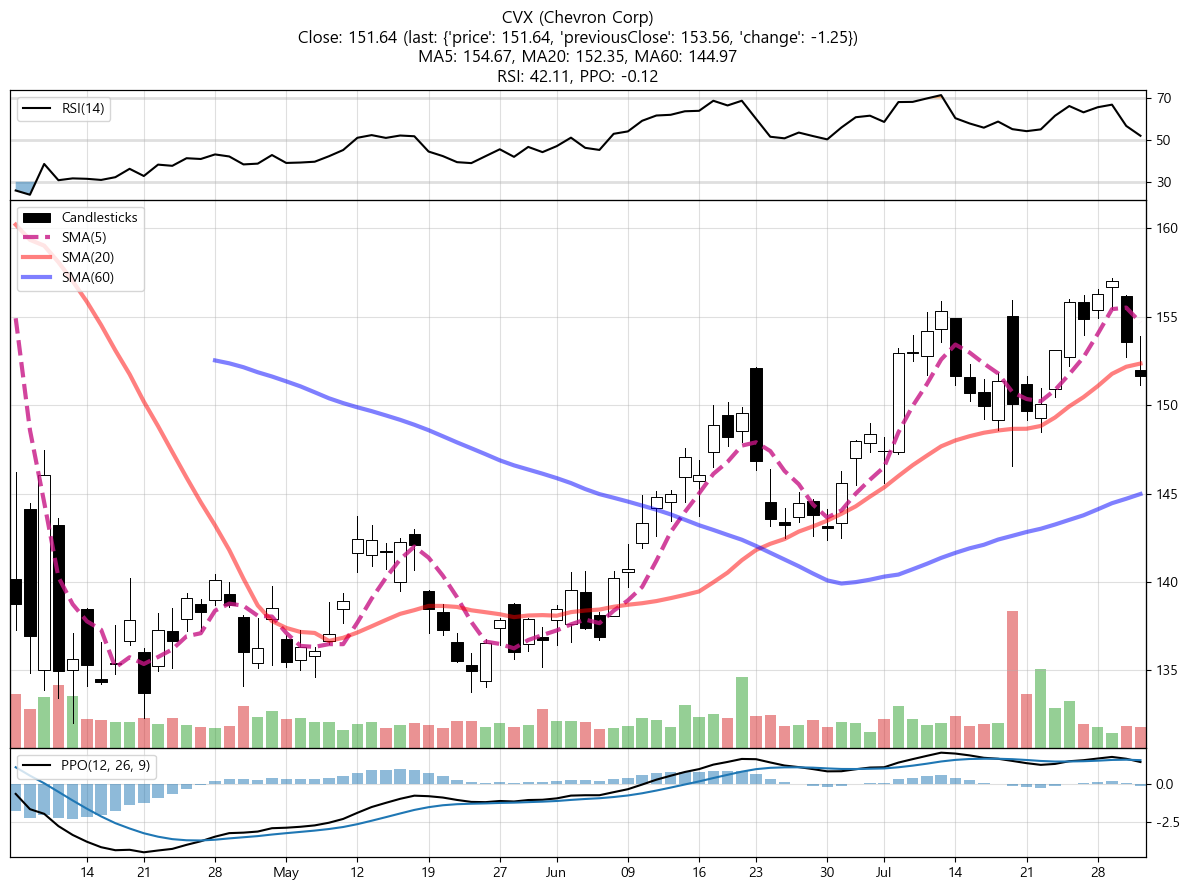 CVX (Chevron Corp)
Close: 151.64 (last: {'price': 151.64, 'previousClose': 153.56, 'change': -1.25})
MA5: 154.67, MA20: 152.35, MA60: 144.97
RSI: 42.11, PPO: -0.12
RSI(14)
70
50
30
Candlesticks
SMA(5)
SMA(20)
SMA(60)
160
155
150
145
140
135
PPO(12, 26, 9)
0.0
-2.5
14 21 28 May 12 19 27 Jun 09 16 23 30 Jul 14 21 28